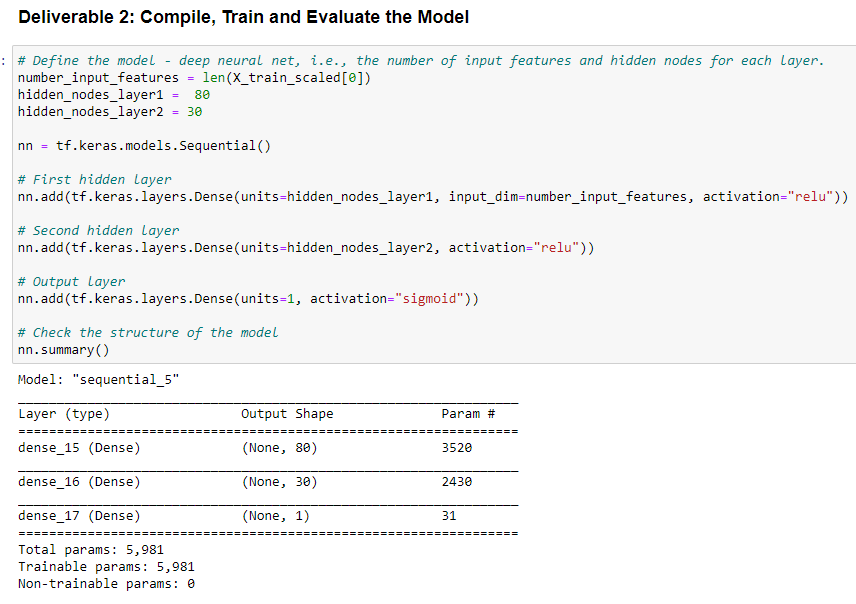 Deliverable 2: Compile, Train and Evaluate the Model
: # Define the model - deep neural net, i.e., the number of input features and hidden nodes for each layer.
number_input_features = len(X_train_scaled[0])
hidden_nodes_layer1 =  80
hidden_nodes_layer2 = 30
nn = tf.keras.models.Sequential()
# First hidden layer
nn.add(tf.keras.layers.Dense(units=hidden_nodes_layer1, input_dim=number_input_features, activation="relu"))
# Second hidden layer
nn.add(tf.keras.layers.Dense(units=hidden_nodes_layer2, activation="relu"))
# Output layer
nn.add(tf.keras.layers.Dense(units=1, activation="sigmoid"))
# Check the structure of the model
nn.summary()
Model: "sequential_5"
_________________________________________________________________
Layer (type)                 Output Shape              Param #
=================================================================
dense_15 (Dense)             (None, 80)                3520
_________________________________________________________________
dense_16 (Dense)             (None, 30)                2430
_________________________________________________________________
dense_17 (Dense)             (None, 1)                 31
=================================================================
Total params: 5,981
Trainable params: 5,981
Non-trainable params: 0